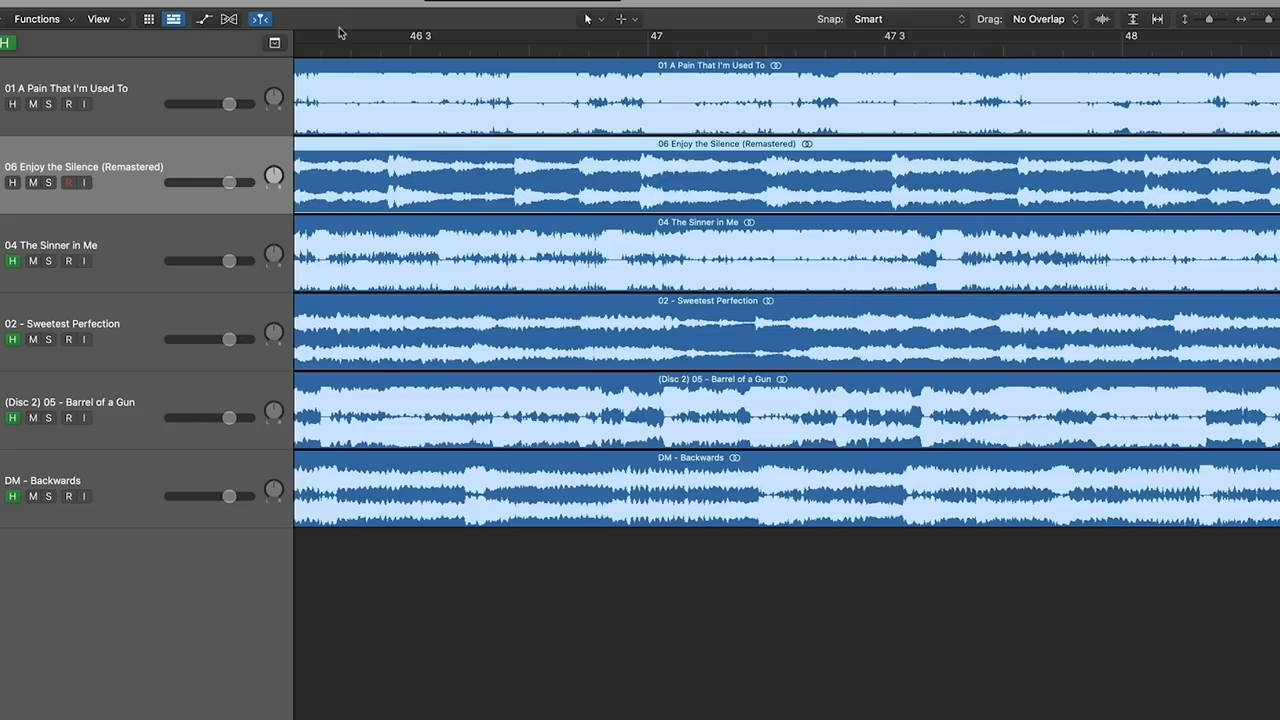 Functions View Snap: Smart Drag: No Overlap
H 46 3 47 47 3 48
01 A Pain That I'm Used To
01 A Pain That I'm Used To
H M S R I
06 Enjoy the Silence (Remastered)
06 Enjoy the Silence (Remastered)
H M S R I
04 The Sinner in Me
04 The Sinner in Me
H M S R I
02 - Sweetest Perfection
02 - Sweetest Perfection
H M S R I
(Disc 2) 05 - Barrel of a Gun
(Disc 2) 05 - Barrel of a Gun
H M S R I
DM - Backwards
DM - Backwards
H M S R I